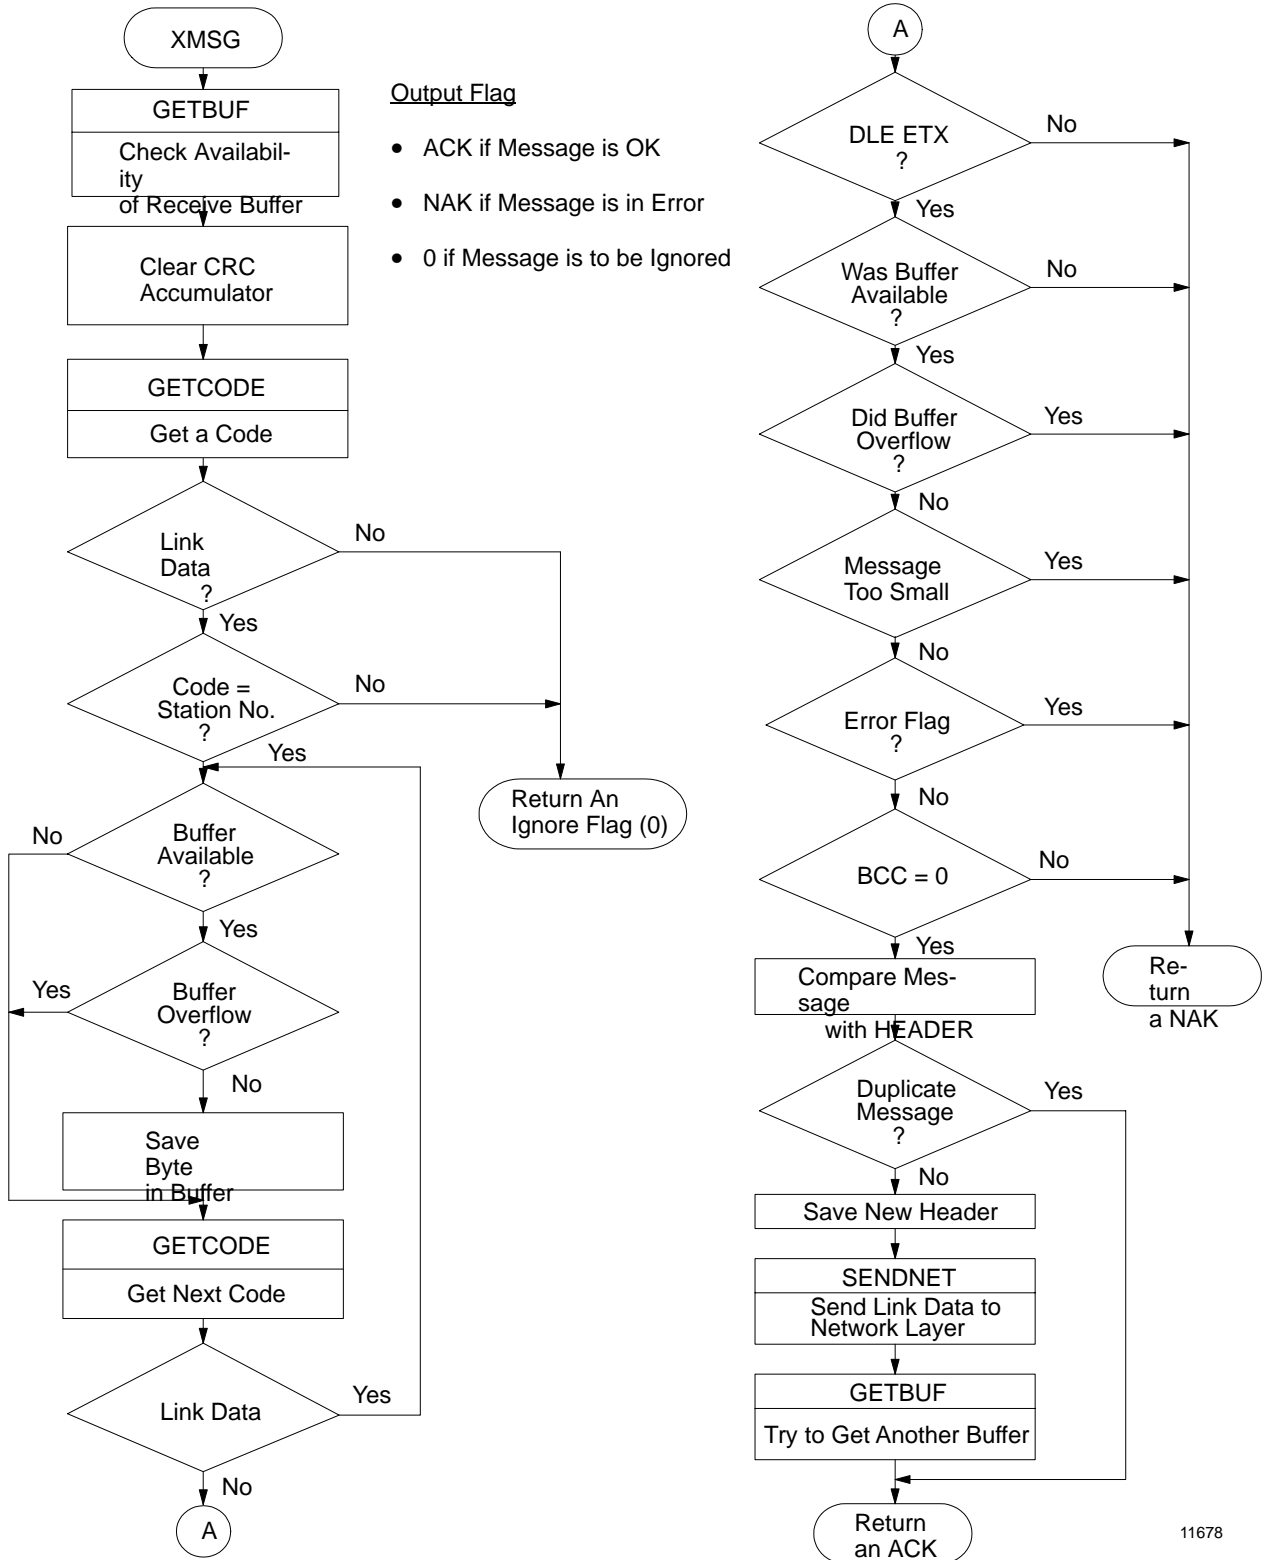 XMSG
GETBUF
Check Availabil-
ity
of Receive Buffer
Clear CRC
Accumulator
GETCODE
Get a Code
Link
Data
?
No
Yes
Code =
Station No.
?
No
Yes
Return An
Ignore Flag (0)
Buffer
Available
?
No
Yes
Buffer
Overflow
?
Yes
No
Save
Byte
in Buffer
GETCODE
Get Next Code
Link Data
Yes
No
A
Output Flag
• ACK if Message is OK
• NAK if Message is in Error
• 0 if Message is to be Ignored
A
DLE ETX
?
No
Yes
Was Buffer
Available
?
No
Yes
Did Buffer
Overflow
?
Yes
No
Message
Too Small
Yes
No
Error Flag
?
Yes
No
BCC = 0
No
Yes
Re-
turn
a NAK
Compare Mes-
sage
with HEADER
Duplicate
Message
?
Yes
No
Save New Header
SENDNET
Send Link Data to
Network Layer
GETBUF
Try to Get Another Buffer
Return
an ACK
11678